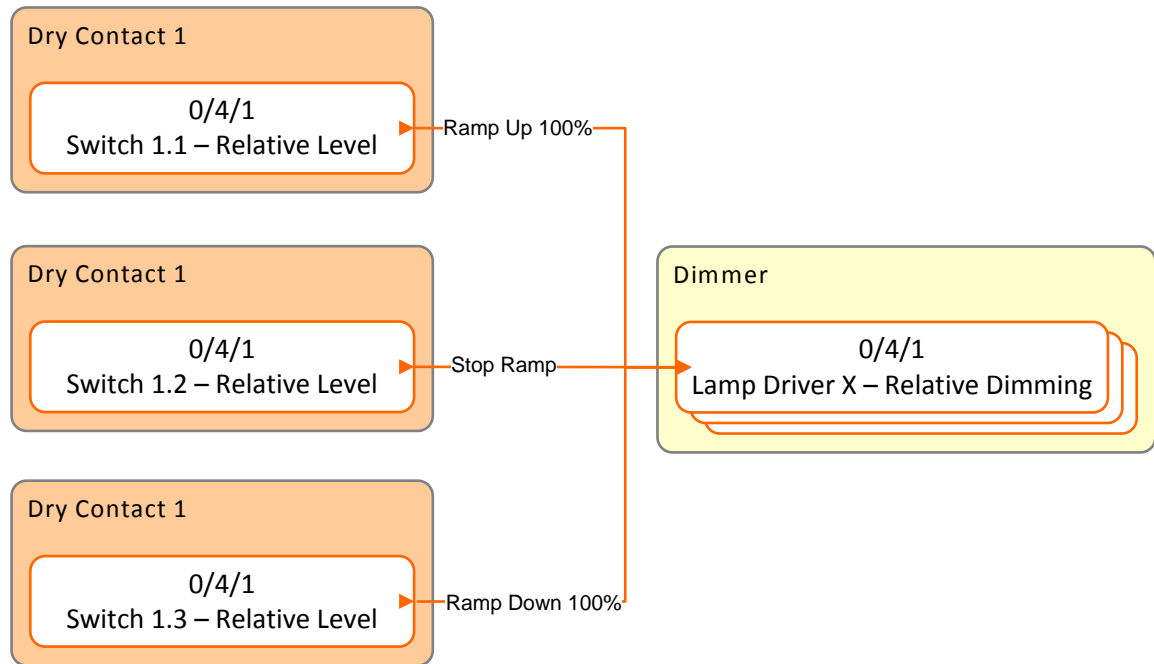 Dry Contact 1
0/4/1
Switch 1.1 – Relative Level
Ramp Up 100%
Dry Contact 1
0/4/1
Switch 1.2 – Relative Level
Stop Ramp
Dimmer
0/4/1
Lamp Driver X – Relative Dimming
Dry Contact 1
0/4/1
Switch 1.3 – Relative Level
Ramp Down 100%